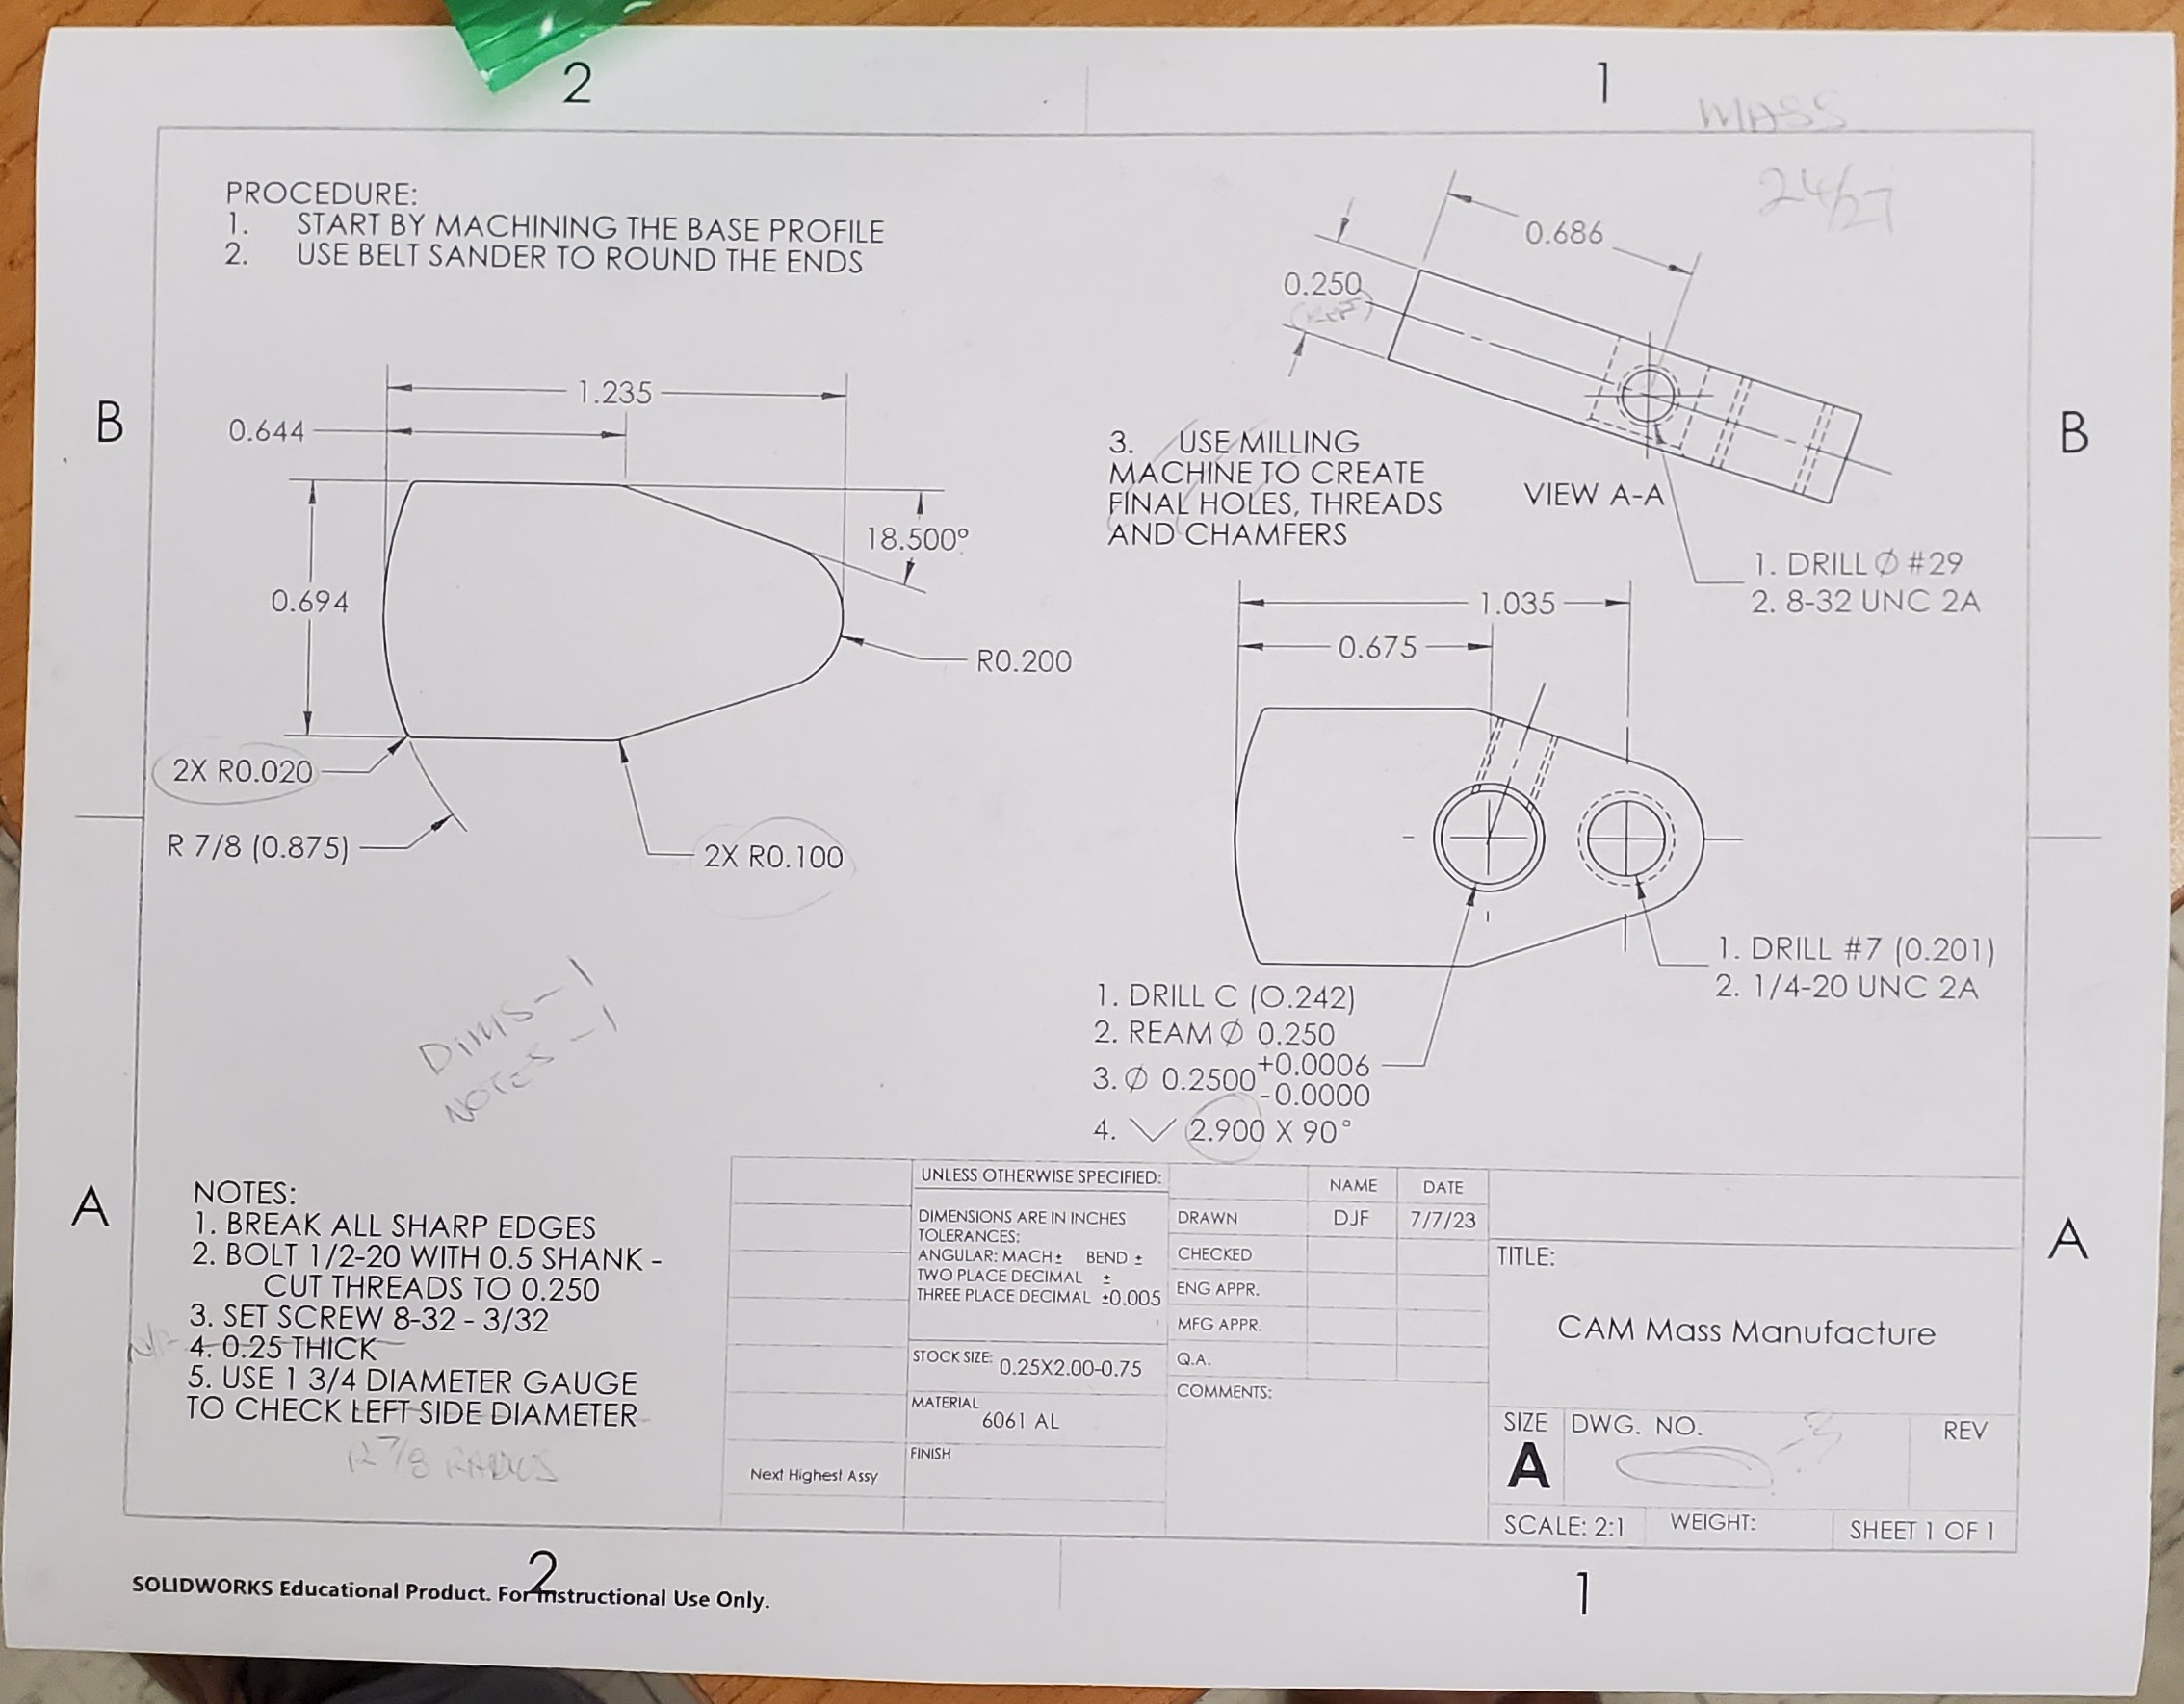 2
1
MASS
24/27
PROCEDURE:
1. START BY MACHINING THE BASE PROFILE
2. USE BELT SANDER TO ROUND THE ENDS
0.686
0.250
(REF)
B
B
1.235
0.644
18.500°
0.694
R0.200
2X R0.020
R 7/8 (0.875)
2X R0.100
3. USE MILLING
MACHINE TO CREATE
FINAL HOLES, THREADS
AND CHAMFERS
VIEW A-A
1. DRILL ∅ #29
2. 8-32 UNC 2A
1.035
0.675
1. DRILL #7 (0.201)
2. 1/4-20 UNC 2A
1. DRILL C (0.242)
2. REAM ∅ 0.250
3. ∅ 0.2500 +0.0006
-0.0000
4. ⌵ 2.900 X 90°
DIMS -1
NOTES -1
A
A
NOTES:
1. BREAK ALL SHARP EDGES
2. BOLT 1/2-20 WITH 0.5 SHANK -
CUT THREADS TO 0.250
3. SET SCREW 8-32 - 3/32
4. 0.25 THICK
5. USE 1 3/4 DIAMETER GAUGE
TO CHECK LEFT SIDE DIAMETER
R 7/8 RADIUS
Next Highest Assy
UNLESS OTHERWISE SPECIFIED:
DIMENSIONS ARE IN INCHES
TOLERANCES:
ANGULAR: MACH± BEND ±
TWO PLACE DECIMAL ±
THREE PLACE DECIMAL ±0.005
STOCK SIZE: 0.25X2.00-0.75
MATERIAL
6061 AL
FINISH
NAME DATE
DRAWN DJF 7/7/23
CHECKED
ENG APPR.
MFG APPR.
Q.A.
COMMENTS:
TITLE:
CAM Mass Manufacture
SIZE DWG. NO. REV
A
-3
SCALE: 2:1 WEIGHT: SHEET 1 OF 1
2
1
SOLIDWORKS Educational Product. For Instructional Use Only.